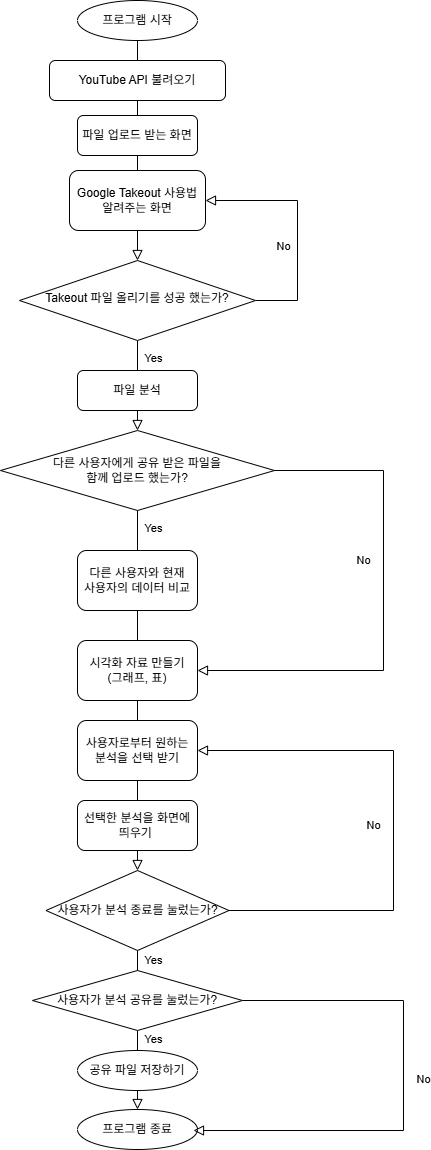 프로그램 시작
YouTube API 불려오기
파일 업로드 받는 화면
Google Takeout 사용법
알려주는 화면
No
Takeout 파일 올리기를 성공 했는가?
Yes
파일 분석
다른 사용자에게 공유 받은 파일을
함께 업로드 했는가?
Yes
No
다른 사용자와 현재
사용자의 데이터 비교
시각화 자료 만들기
(그래프, 표)
사용자로부터 원하는
분석을 선택 받기
선택한 분석을 화면에
띄우기
No
사용자가 분석 종료를 눌렀는가?
Yes
사용자가 분석 공유를 눌렀는가?
Yes
공유 파일 저장하기
No
프로그램 종료